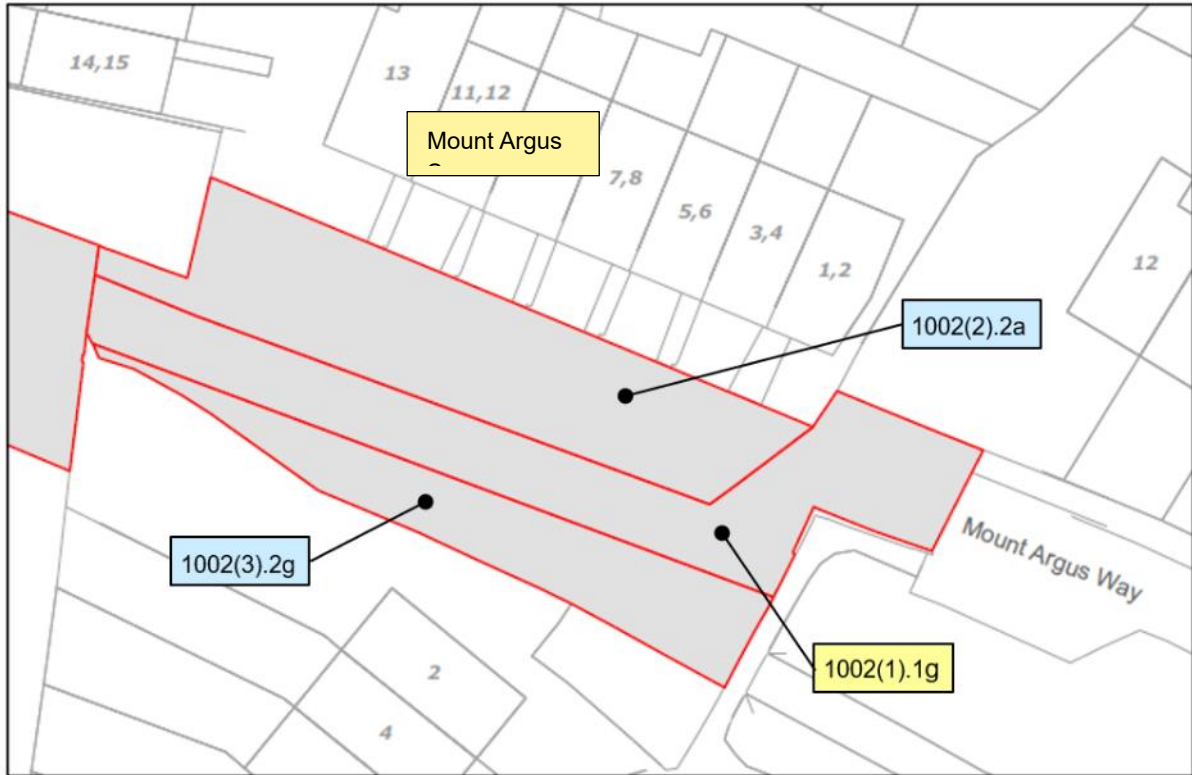 14,15
13
11,12
Mount Argus
7,8
5,6
3,4
1,2
12
1002(2).2a
Mount Argus Way
1002(3).2g
1002(1).1g
2
4